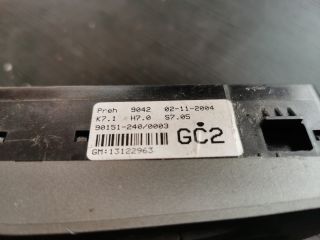 Preh 9042 02-11-2004
K7.1 H7.0 S7.05
90151-240/0003
GC2
GM:13122963